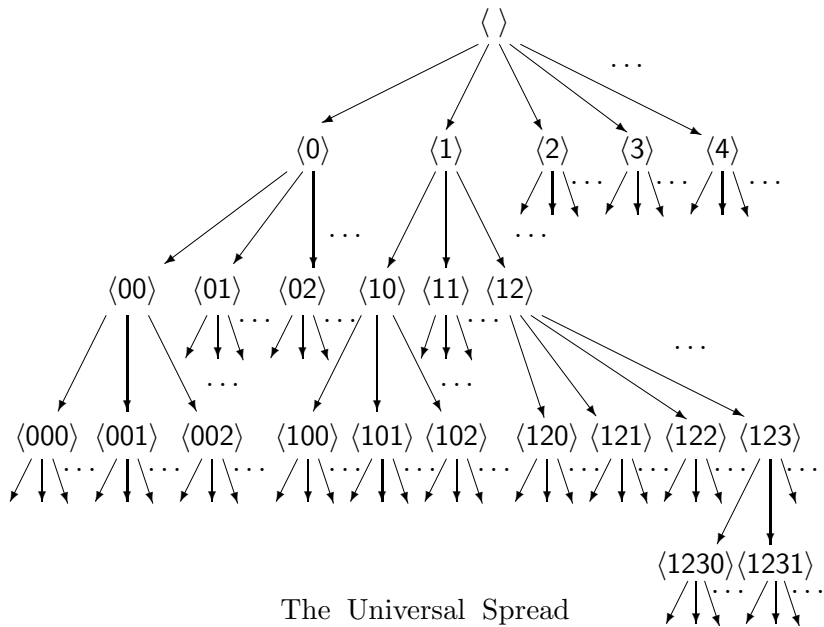 ⟨ ⟩
...
⟨0⟩ ⟨1⟩ ⟨2⟩ ⟨3⟩ ⟨4⟩
... ... ...
... ...
⟨00⟩ ⟨01⟩ ⟨02⟩ ⟨10⟩ ⟨11⟩ ⟨12⟩
... ... ...
...
... ...
⟨000⟩ ⟨001⟩ ⟨002⟩ ⟨100⟩ ⟨101⟩ ⟨102⟩ ⟨120⟩ ⟨121⟩ ⟨122⟩ ⟨123⟩
... ... ... ... ... ... ... ... ... ...
⟨1230⟩ ⟨1231⟩
... ...
The Universal Spread